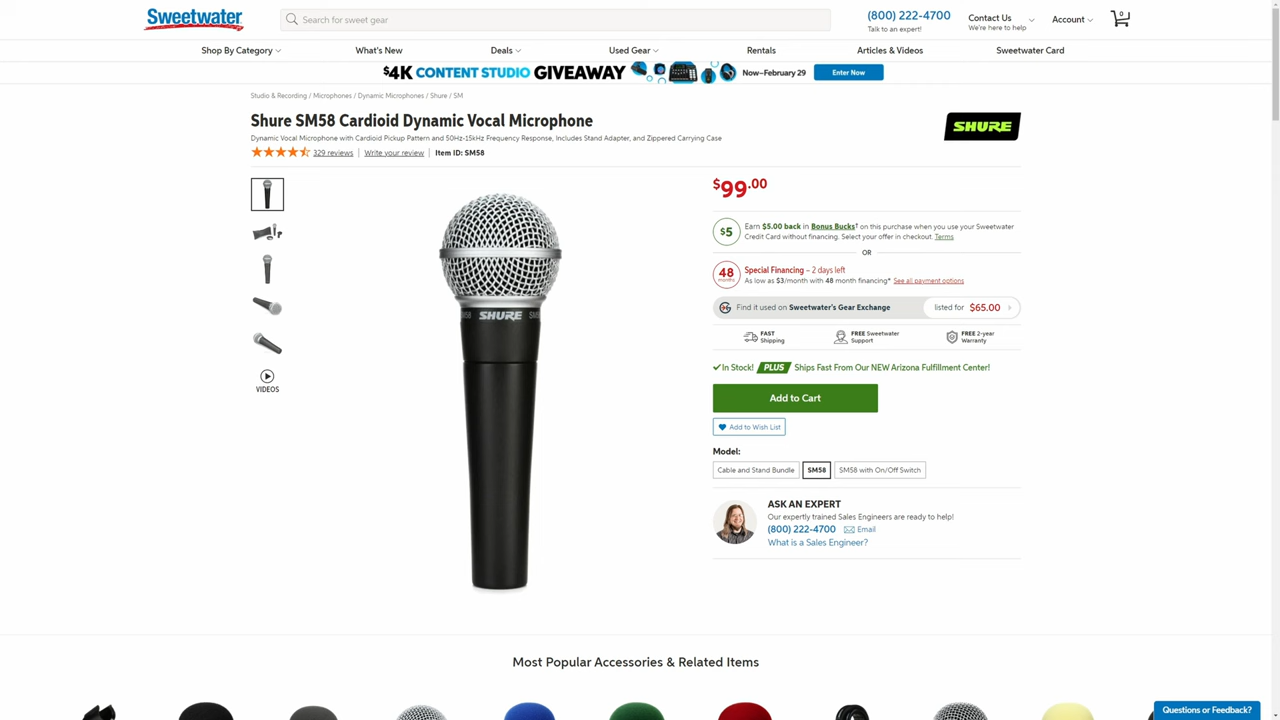 Sweetwater
Search for sweet gear
(800) 222-4700
Talk to an expert!
Contact Us
We're here to help
Account
0
Shop By Category
What's New
Deals
Used Gear
Rentals
Articles & Videos
Sweetwater Card
$4K CONTENT STUDIO GIVEAWAY
Now–February 29
Enter Now
Studio & Recording / Microphones / Dynamic Microphones / Shure / SM
Shure SM58 Cardioid Dynamic Vocal Microphone
Dynamic Vocal Microphone with Cardioid Pickup Pattern and 50Hz-15kHz Frequency Response, Includes Stand Adapter, and Zippered Carrying Case
329 reviews
Write your review
Item ID: SM58
SHURE
VIDEOS
SHURE
$99.00
$5
Earn $5.00 back in Bonus Bucks† on this purchase when you use your Sweetwater
Credit Card without financing. Select your offer in checkout. Terms
OR
48
months
Special Financing – 2 days left
As low as $3/month with 48 month financing* See all payment options
Find it used on Sweetwater's Gear Exchange
listed for $65.00
FAST
Shipping
FREE Sweetwater
Support
FREE 2-year
Warranty
In Stock! PLUS Ships Fast From Our NEW Arizona Fulfillment Center!
Add to Cart
Add to Wish List
Model:
Cable and Stand Bundle
SM58
SM58 with On/Off Switch
ASK AN EXPERT
Our expertly trained Sales Engineers are ready to help!
(800) 222-4700
Email
What is a Sales Engineer?
Most Popular Accessories & Related Items
Questions or Feedback?